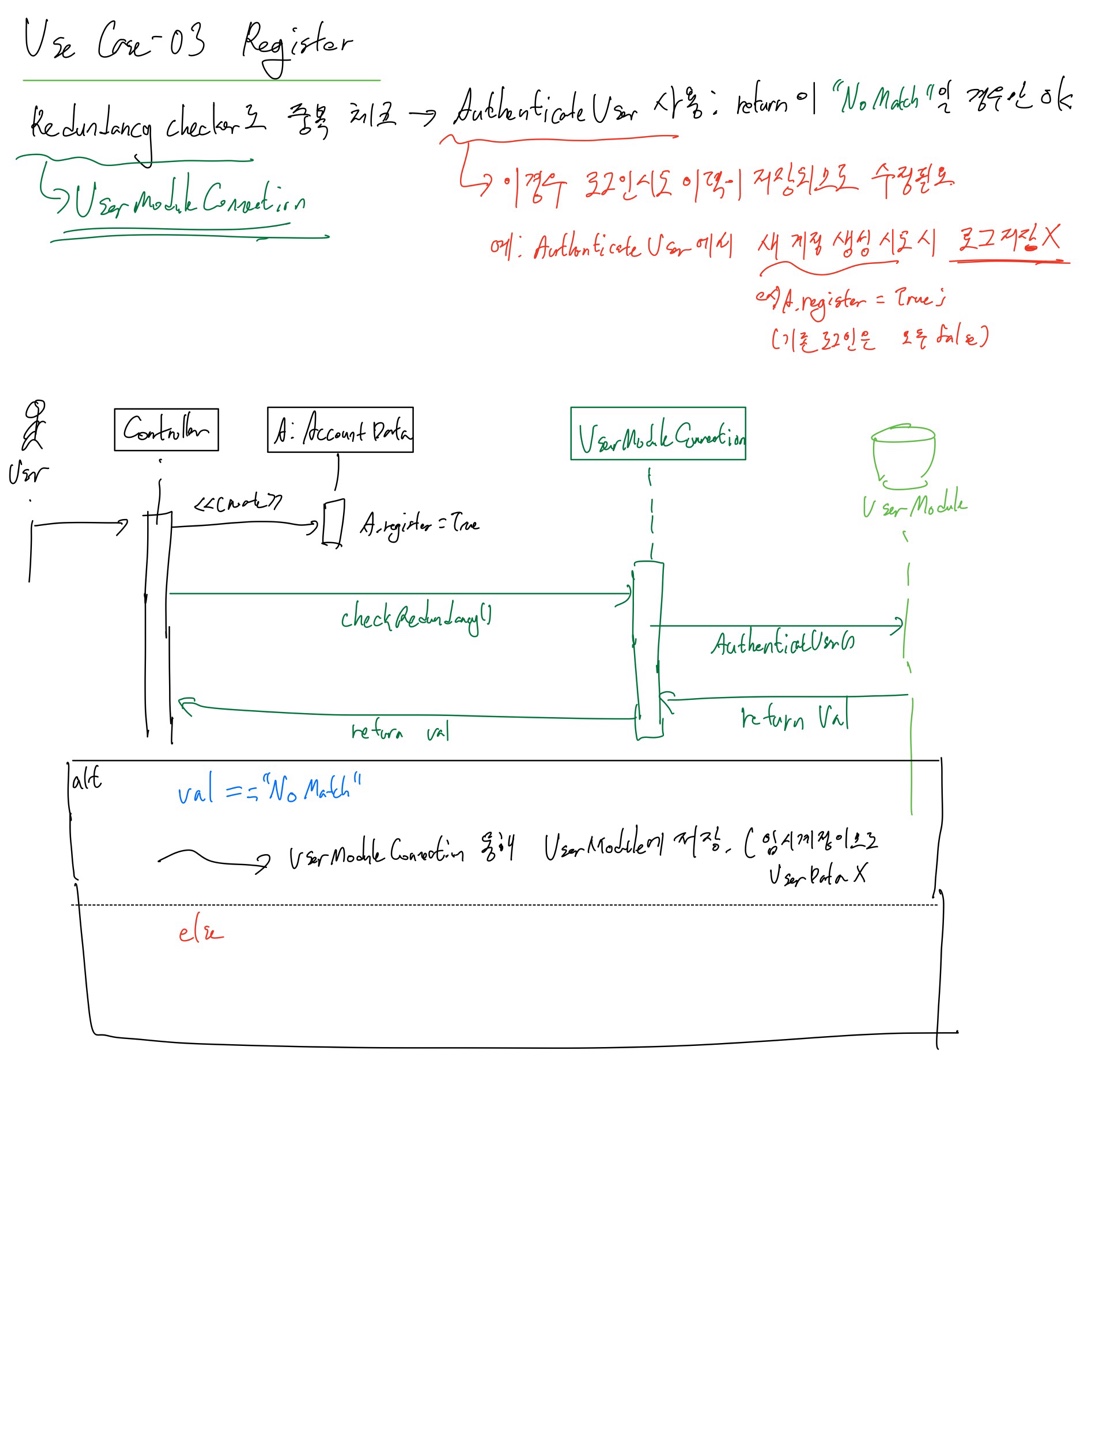 Use Case-03 Register
Redundancy checker로 중복 체크 → AuthenticateUser 사용: return이 "No Match"일 경우만 ok
↳ UserModuleConnection
↳ 이경우 로그인시도 이력이 저장되므로 수정필요
예: AuthenticateUser에서 새 계정 생성 시도 시 로그저장X
ex) A.register = True;
(기존 로그인은 모두 false)
User
Controller
A: AccountData
UserModuleConnection
UserModule
<<Create>>
A.register = True
checkRedundancy()
AuthenticatUser()
return Val
return val
alt
val == "No Match"
→ UserModuleConnection 통해 UserModule에 저장. (임시계정이므로
UserData X
else